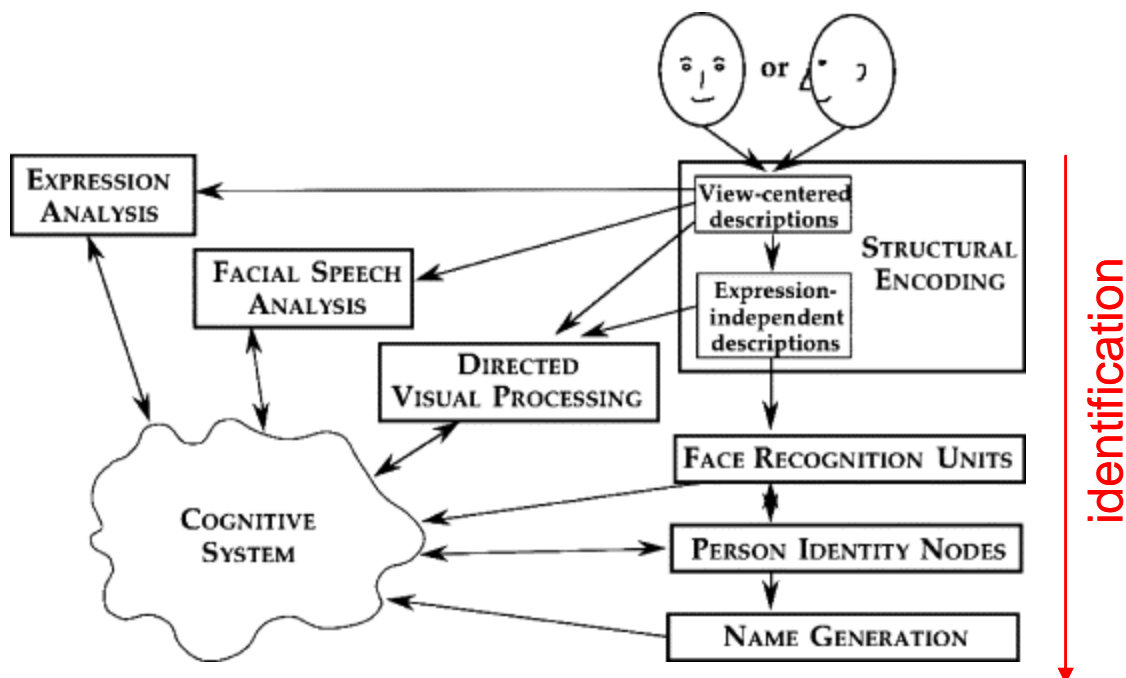 or
EXPRESSION
ANALYSIS
View-centered
descriptions
STRUCTURAL
ENCODING
FACIAL SPEECH
ANALYSIS
Expression-
independent
descriptions
DIRECTED
VISUAL PROCESSING
identification
FACE RECOGNITION UNITS
COGNITIVE
SYSTEM
PERSON IDENTITY NODES
NAME GENERATION